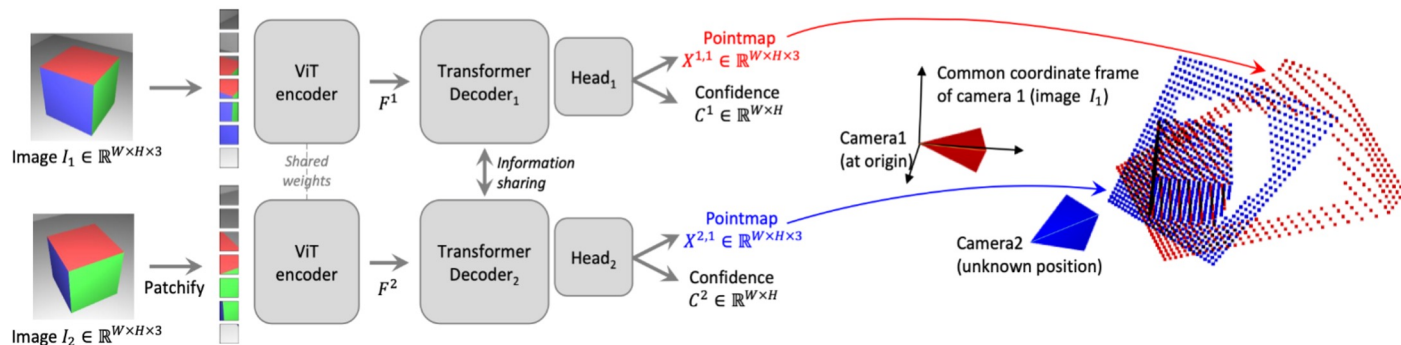 Image I₁ ∈ ℝ^{W×H×3}
ViT
encoder
F¹
Transformer
Decoder₁
Head₁
Pointmap
X^{1,1} ∈ ℝ^{W×H×3}
Confidence
C¹ ∈ ℝ^{W×H}
Shared
weights
Information
sharing
Image I₂ ∈ ℝ^{W×H×3}
Patchify
ViT
encoder
F²
Transformer
Decoder₂
Head₂
Pointmap
X^{2,1} ∈ ℝ^{W×H×3}
Confidence
C² ∈ ℝ^{W×H}
Common coordinate frame
of camera 1 (image I₁)
Camera1
(at origin)
Camera2
(unknown position)